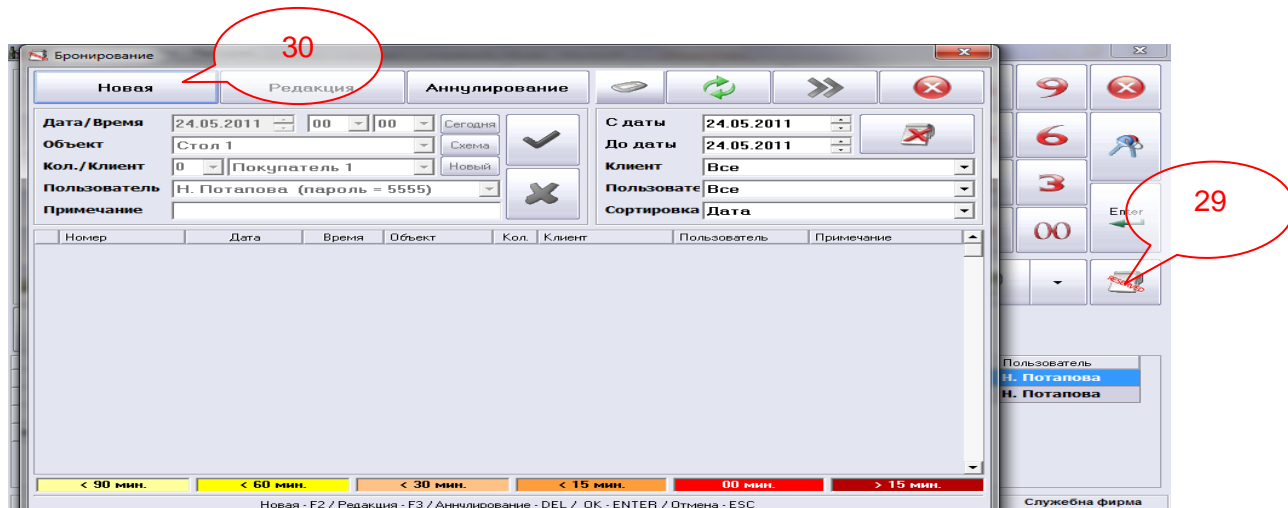 30
Бронирование
Новая Редакция Аннулирование
Дата/Время 24.05.2011 00 00 Сегодня
Объект Стол 1 Схема
Кол./Клиент 0 Покупатель 1 Новый
Пользователь Н. Потапова (пароль = 5555)
Примечание
С даты 24.05.2011
До даты 24.05.2011
Клиент Все
Пользовате Все
Сортировка Дата
Номер Дата Время Объект Кол. Клиент Пользователь Примечание
< 90 мин. < 60 мин. < 30 мин. < 15 мин. 00 мин. > 15 мин.
Новая - F2 / Редакция - F3 / Аннулирование - DEL / OK - ENTER / Отмена - ESC
9
6
3
Enter
00
29
RESERVED
Пользователь
Н. Потапова
Н. Потапова
Служебна фирма